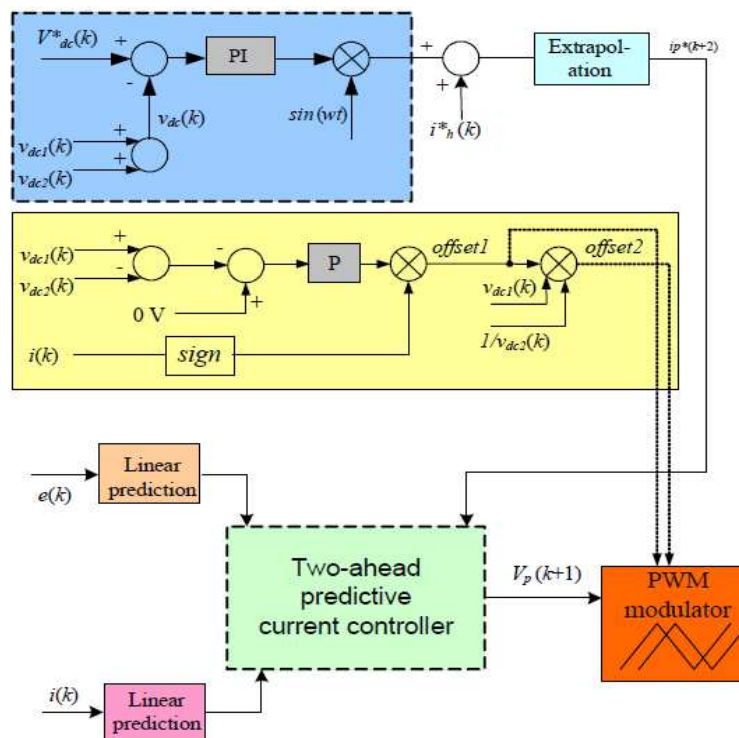 V*dc(k)
+
-
PI
sin(wt)
vdc(k)
vdc1(k)
+
+
vdc2(k)
+
+
i*h(k)
Extrapol-
ation
ip*(k+2)
vdc1(k)
+
-
vdc2(k)
-
+
0 V
P
offset1
offset2
vdc1(k)
1/vdc2(k)
i(k)
sign
e(k)
Linear
prediction
Two-ahead
predictive
current controller
Vp (k+1)
PWM
modulator
i(k)
Linear
prediction